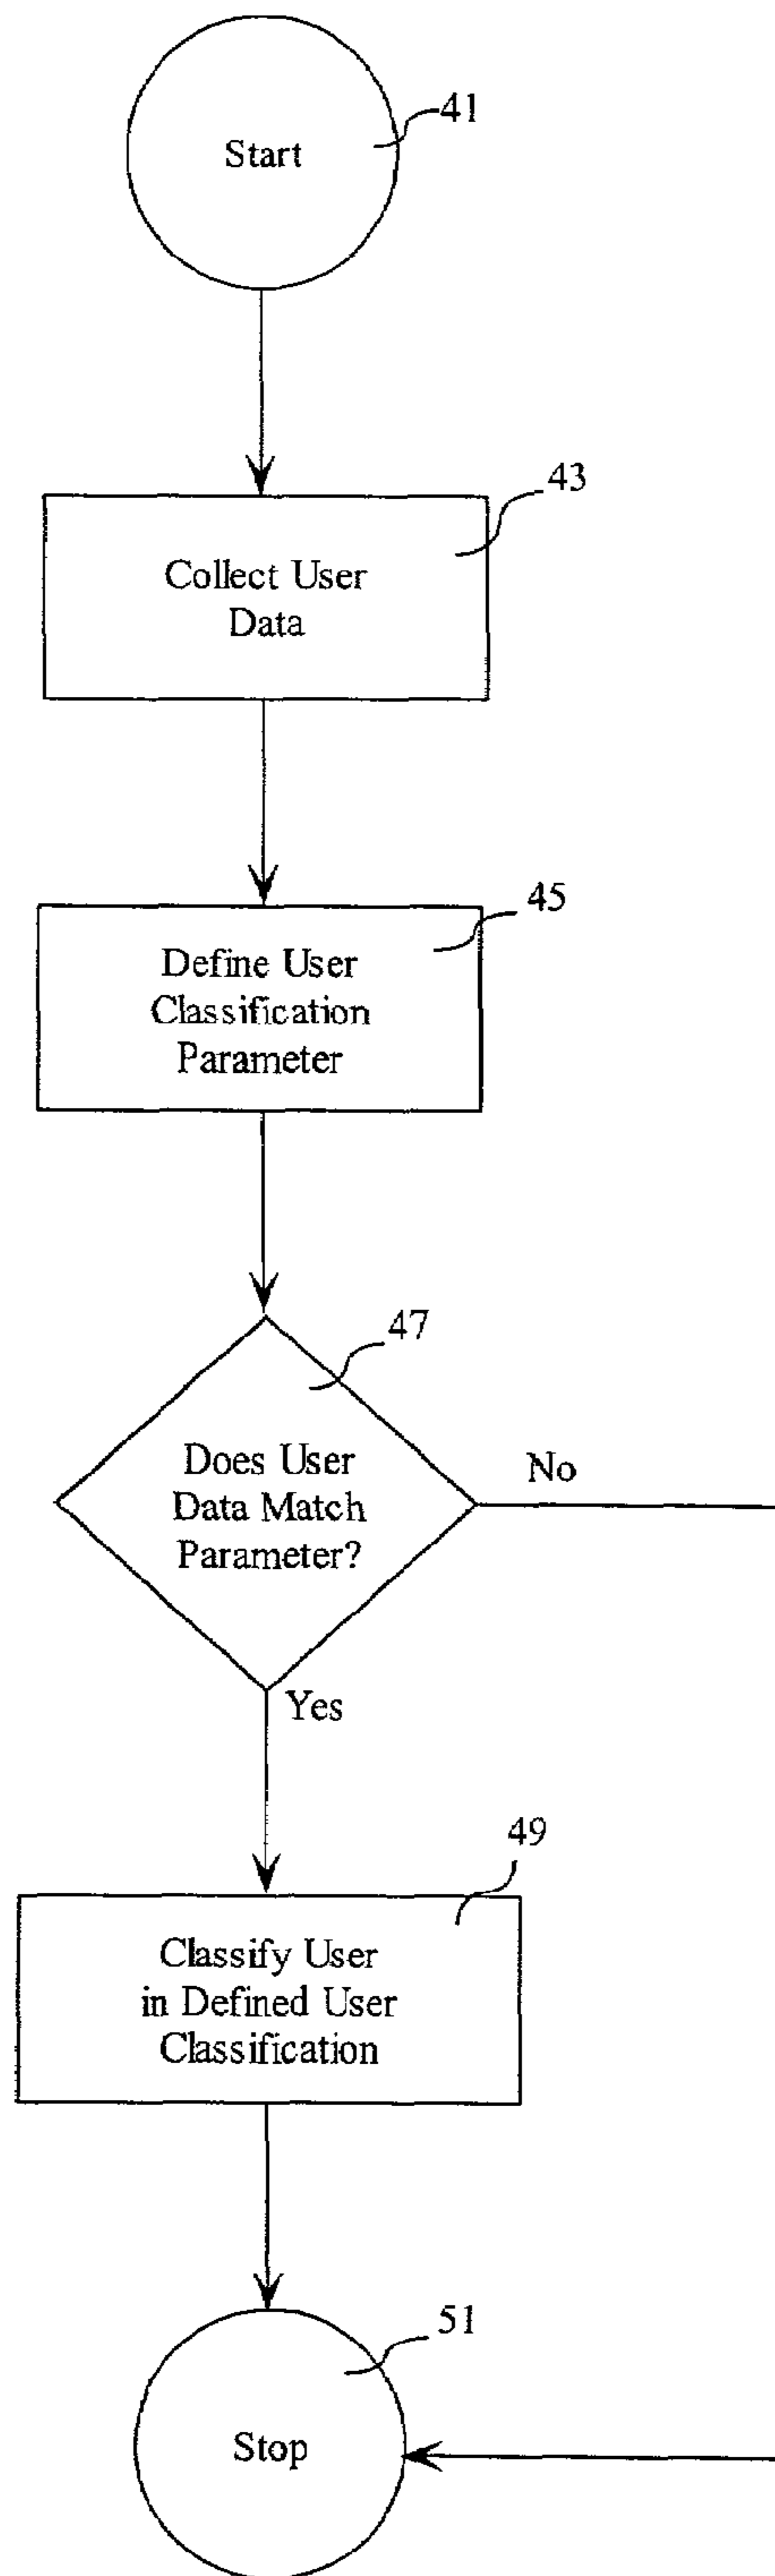 41
Start
43
Collect User
Data
45
Define User
Classification
Parameter
47
Does User
Data Match
Parameter?
No
Yes
49
Classify User
in Defined User
Classification
51
Stop